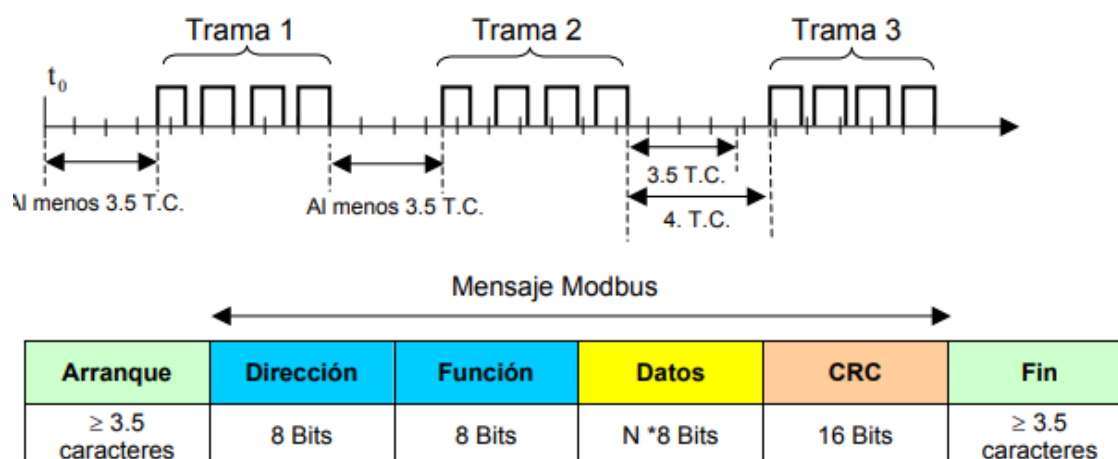 Trama 1
Trama 2
Trama 3
t0
3.5 T.C.
Al menos 3.5 T.C.
Al menos 3.5 T.C.
4. T.C.
Mensaje Modbus
Arranque Dirección Función Datos CRC Fin
≥ 3.5 caracteres 8 Bits 8 Bits N *8 Bits 16 Bits ≥ 3.5 caracteres